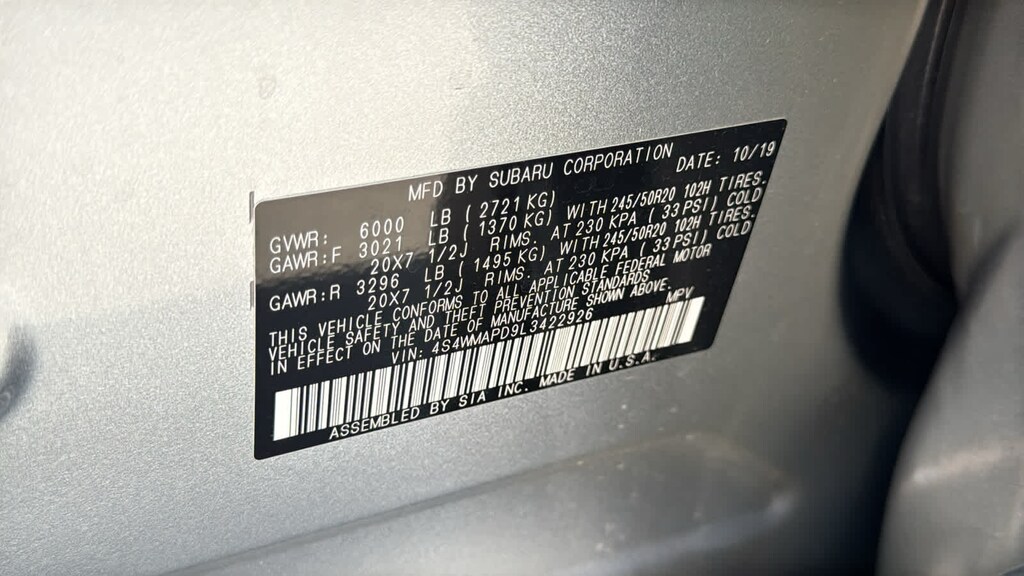 MFD BY SUBARU CORPORATION DATE: 10/19
GVWR: 6000 LB ( 2721 KG)
GAWR:F 3021 LB ( 1370 KG) WITH 245/50R20 102H TIRES.
20X7 1/2J RIMS. AT 230 KPA ( 33 PSI) COLD
GAWR:R 3296 LB ( 1495 KG) WITH 245/50R20 102H TIRES.
20X7 1/2J RIMS. AT 230 KPA ( 33 PSI) COLD
THIS VEHICLE CONFORMS TO ALL APPLICABLE FEDERAL MOTOR
VEHICLE SAFETY AND THEFT PREVENTION STANDARDS
IN EFFECT ON THE DATE OF MANUFACTURE SHOWN ABOVE.
VIN: 4S4WMAPD9L3422926 MPV
ASSEMBLED BY SIA INC. MADE IN U.S.A.